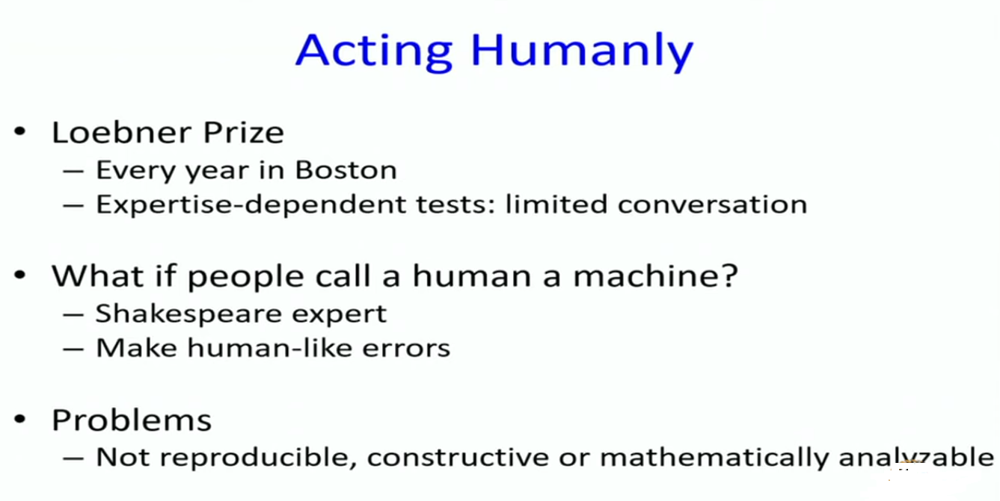 Acting Humanly
• Loebner Prize
– Every year in Boston
– Expertise-dependent tests: limited conversation
• What if people call a human a machine?
– Shakespeare expert
– Make human-like errors
• Problems
– Not reproducible, constructive or mathematically analyzable